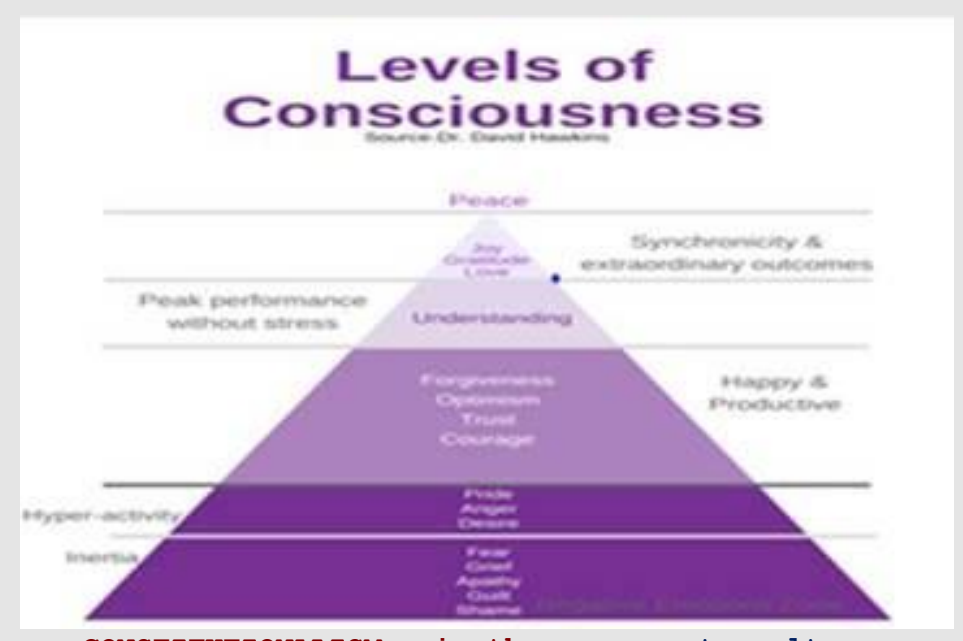 Levels of
Consciousness
Source Dr. David Hawkins
Peace
Joy
Gratitude
Love
Synchronicity &
extraordinary outcomes
Peak performance
without stress
Understanding
Forgiveness
Optimism
Trust
Courage
Happy &
Productive
Pride
Anger
Desire
Hyper-activity
Inertia
Fear
Grief
Apathy
Guilt
Shame